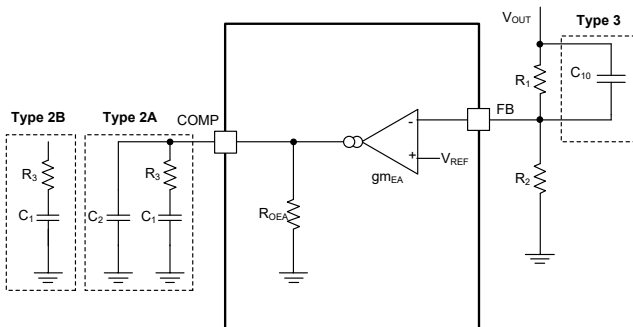 VOUT
Type 3
C10
R1
Type 2B
Type 2A
COMP
FB
-
+
VREF
gmEA
R3
R3
R2
C1
C2
C1
ROEA